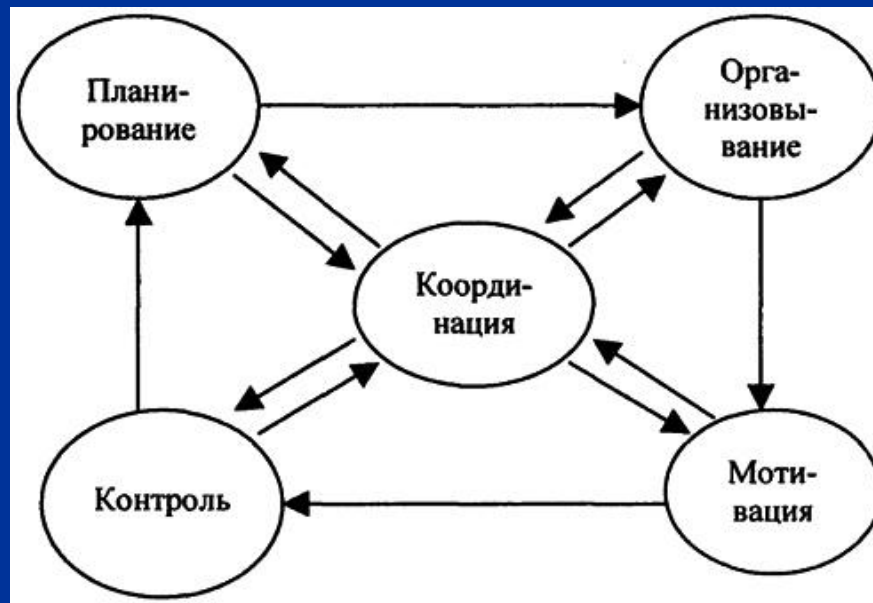 Плани-
рование
Орга-
низовы-
вание
Коорди-
нация
Контроль
Моти-
вация